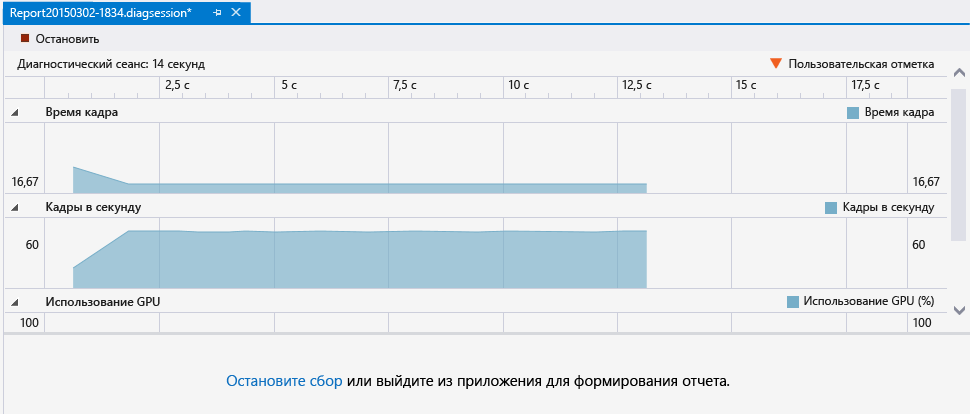 Report20150302-1834.diagsession*
Остановить
Диагностический сеанс: 14 секунд
Пользовательская отметка
2,5 с 5 с 7,5 с 10 с 12,5 с 15 с 17,5 с
Время кадра Время кадра
16,67 16,67
Кадры в секунду Кадры в секунду
60 60
Использование GPU Использование GPU (%)
100 100
Остановите сбор или выйдите из приложения для формирования отчета.